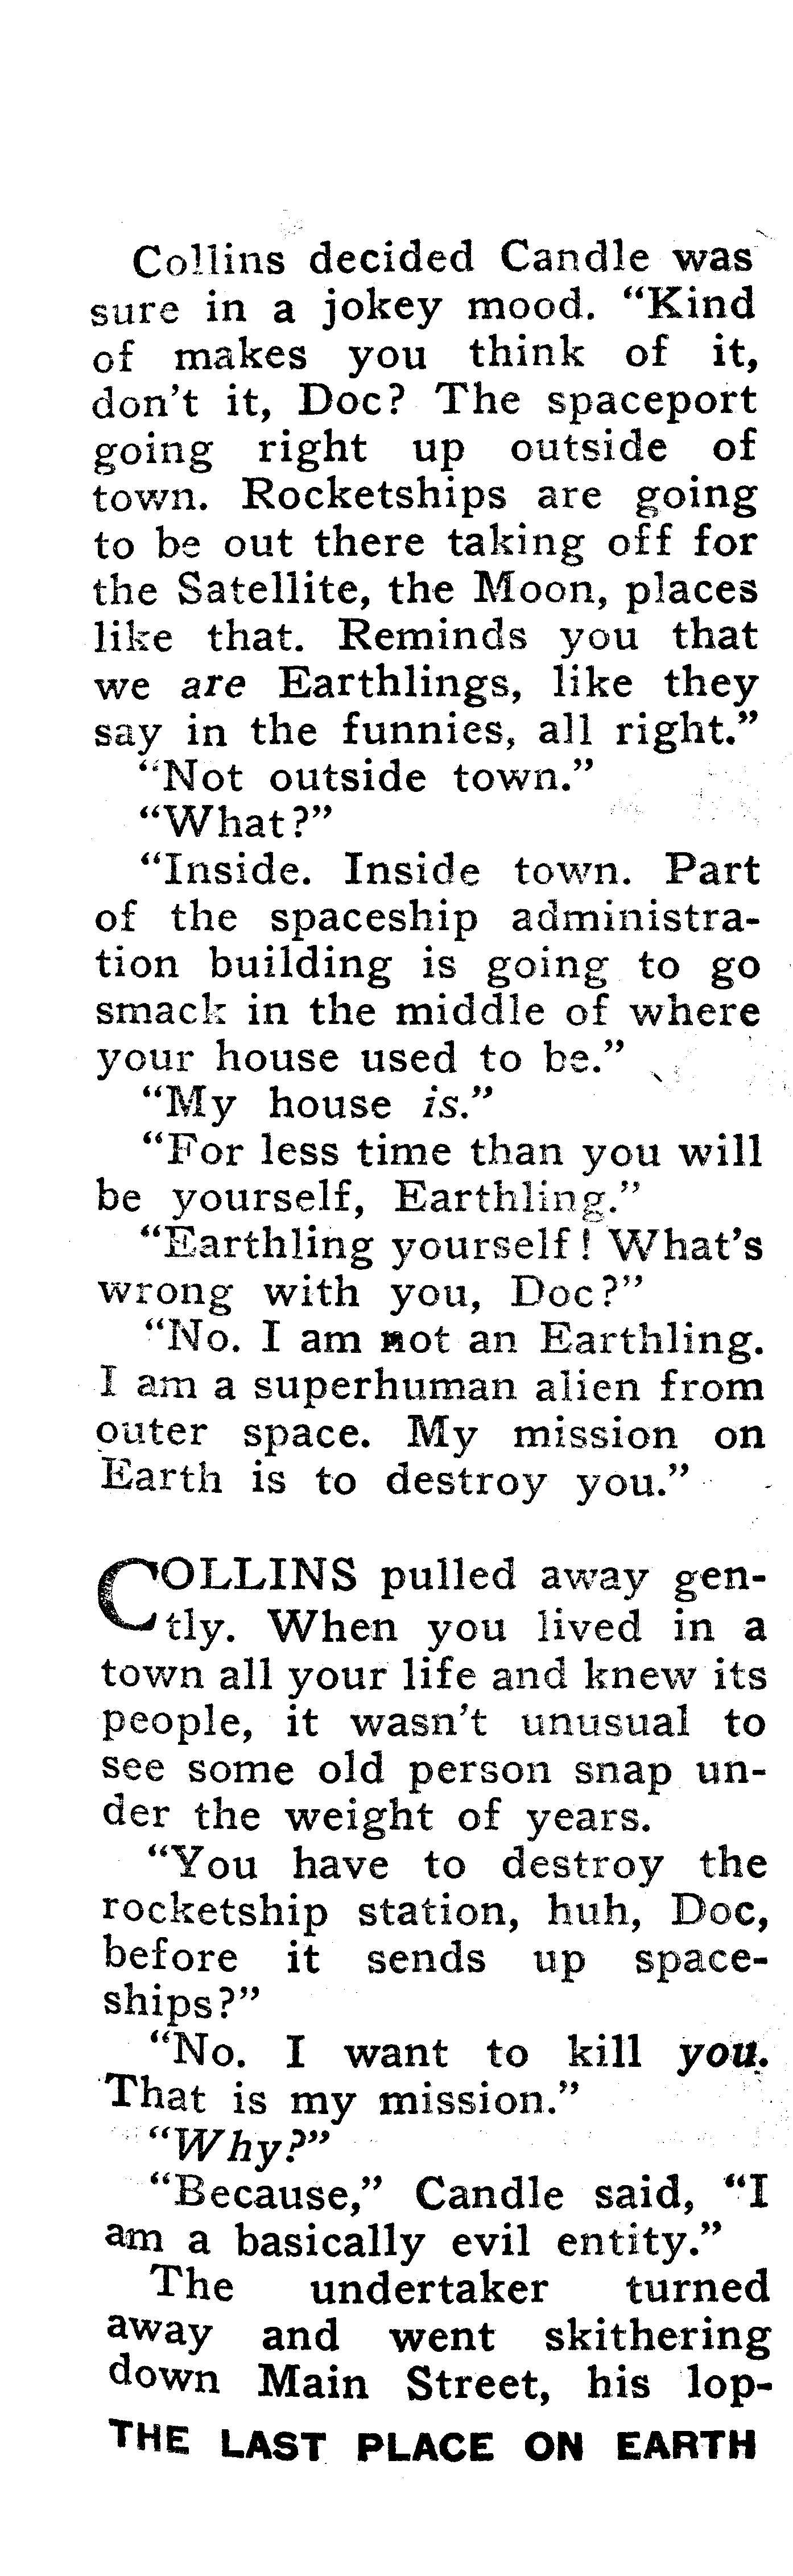 Collins decided Candle was
sure in a jokey mood. “Kind
of makes you think of it,
don’t it, Doc? The spaceport
going right up outside of
town. Rocketships are going
to be out there taking off for
the Satellite, the Moon, places
like that. Reminds you that
we are Earthlings, like they
say in the funnies, all right.”
“Not outside town.”
“What?”
“Inside. Inside town. Part
of the spaceship administra-
tion building is going to go
smack in the middle of where
your house used to be.”
“My house is.”
“For less time than you will
be yourself, Earthling.”
“Earthling yourself! What’s
wrong with you, Doc?”
“No. I am not an Earthling.
I am a superhuman alien from
outer space. My mission on
Earth is to destroy you.”
COLLINS pulled away gen-
tly. When you lived in a
town all your life and knew its
people, it wasn’t unusual to
see some old person snap un-
der the weight of years.
“You have to destroy the
rocketship station, huh, Doc,
before it sends up space-
ships?”
“No. I want to kill you.
That is my mission.”
“Why?”
“Because,” Candle said, “I
am a basically evil entity.”
The undertaker turned
away and went skithering
down Main Street, his lop-
THE LAST PLACE ON EARTH